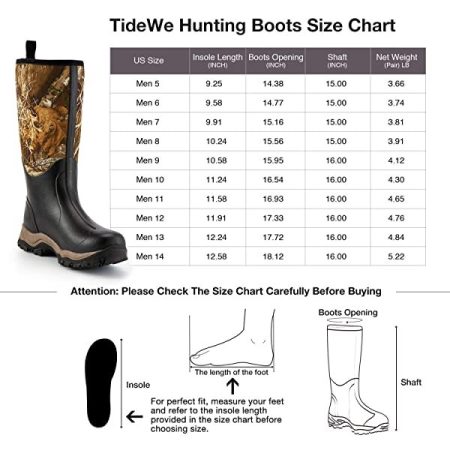 TideWe Hunting Boots Size Chart
US Size Insole Length (INCH) Boots Opening (INCH) Shaft (INCH) Net Weight (Pair) LB
Men 5 9.25 14.38 15.00 3.66
Men 6 9.58 14.77 15.00 3.74
Men 7 9.91 15.16 15.00 3.81
Men 8 10.24 15.56 15.00 3.91
Men 9 10.58 15.95 16.00 4.12
Men 10 11.24 16.54 16.00 4.30
Men 11 11.58 16.93 16.00 4.65
Men 12 11.91 17.33 16.00 4.76
Men 13 12.24 17.72 16.00 4.84
Men 14 12.58 18.12 16.00 5.22
Attention: Please Check The Size Chart Carefully Before Buying
Boots Opening
The length of the foot
Insole
Shaft
For perfect fit, measure your feet
and refer to the insole length
provided in the size chart before
choosing size.